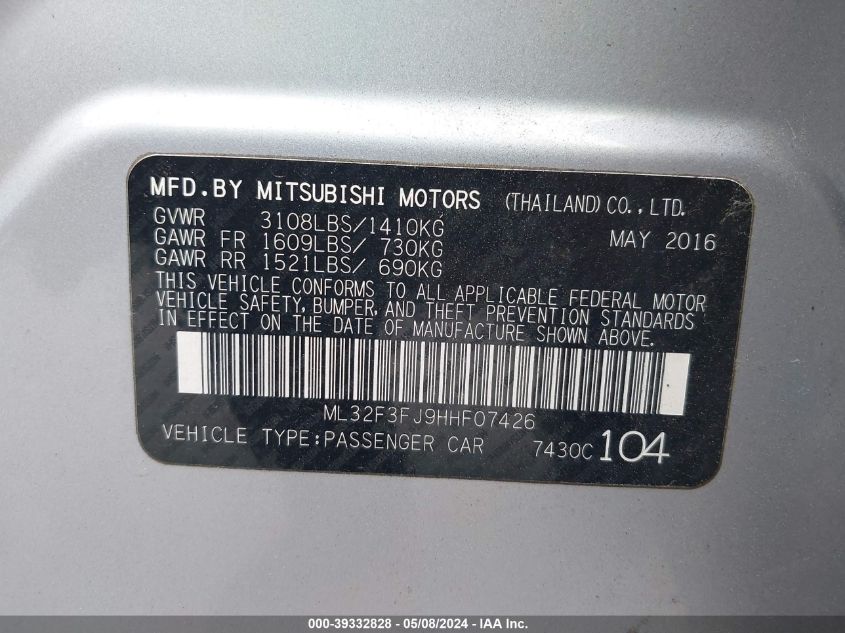 MFD.BY MITSUBISHI MOTORS (THAILAND)CO.,LTD.
GVWR 3108LBS/1410KG MAY 2016
GAWR FR 1609LBS/ 730KG
GAWR RR 1521LBS/ 690KG
THIS VEHICLE CONFORMS TO ALL APPLICABLE FEDERAL MOTOR
VEHICLE SAFETY, BUMPER, AND THEFT PREVENTION STANDARDS
IN EFFECT ON THE DATE OF MANUFACTURE SHOWN ABOVE.
ML32F3FJ9HHF07426
VEHICLE TYPE:PASSENGER CAR 7430C 104
000-39332828 - 05/08/2024 - IAA Inc.